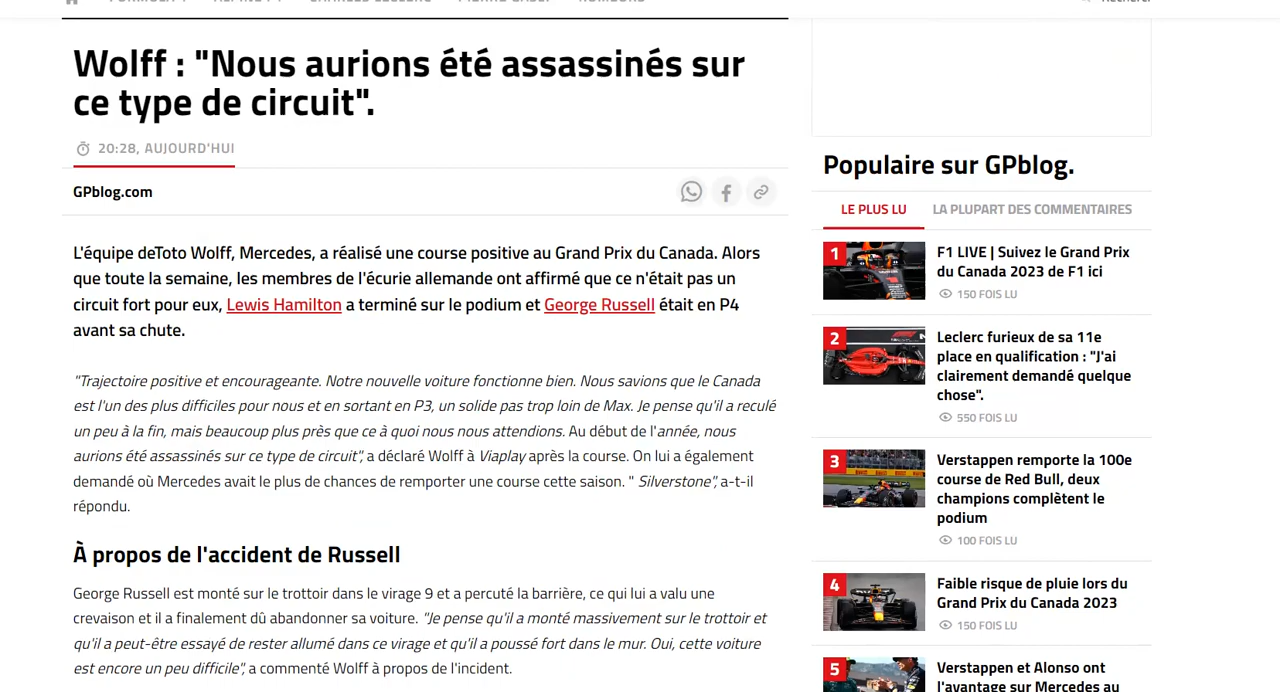 Wolff : "Nous aurions été assassinés sur
ce type de circuit".
20:28, AUJOURD'HUI
GPblog.com
L'équipe deToto Wolff, Mercedes, a réalisé une course positive au Grand Prix du Canada. Alors
que toute la semaine, les membres de l'écurie allemande ont affirmé que ce n'était pas un
circuit fort pour eux, Lewis Hamilton a terminé sur le podium et George Russell était en P4
avant sa chute.
"Trajectoire positive et encourageante. Notre nouvelle voiture fonctionne bien. Nous savions que le Canada
est l'un des plus difficiles pour nous et en sortant en P3, un solide pas trop loin de Max. Je pense qu'il a reculé
un peu à la fin, mais beaucoup plus près que ce à quoi nous nous attendions. Au début de l'année, nous
aurions été assassinés sur ce type de circuit", a déclaré Wolff à Viaplay après la course. On lui a également
demandé où Mercedes avait le plus de chances de remporter une course cette saison. " Silverstone", a-t-il
répondu.
À propos de l'accident de Russell
George Russell est monté sur le trottoir dans le virage 9 et a percuté la barrière, ce qui lui a valu une
crevaison et il a finalement dû abandonner sa voiture. "Je pense qu'il a monté massivement sur le trottoir et
qu'il a peut-être essayé de rester allumé dans ce virage et qu'il a poussé fort dans le mur. Oui, cette voiture
est encore un peu difficile", a commenté Wolff à propos de l'incident.
Populaire sur GPblog.
LE PLUS LU
LA PLUPART DES COMMENTAIRES
1
F1 LIVE | Suivez le Grand Prix
du Canada 2023 de F1 ici
150 FOIS LU
2
Leclerc furieux de sa 11e
place en qualification : "J'ai
clairement demandé quelque
chose".
550 FOIS LU
3
Verstappen remporte la 100e
course de Red Bull, deux
champions complètent le
podium
100 FOIS LU
4
Faible risque de pluie lors du
Grand Prix du Canada 2023
150 FOIS LU
5
Verstappen et Alonso ont
l'avantage sur Mercedes au